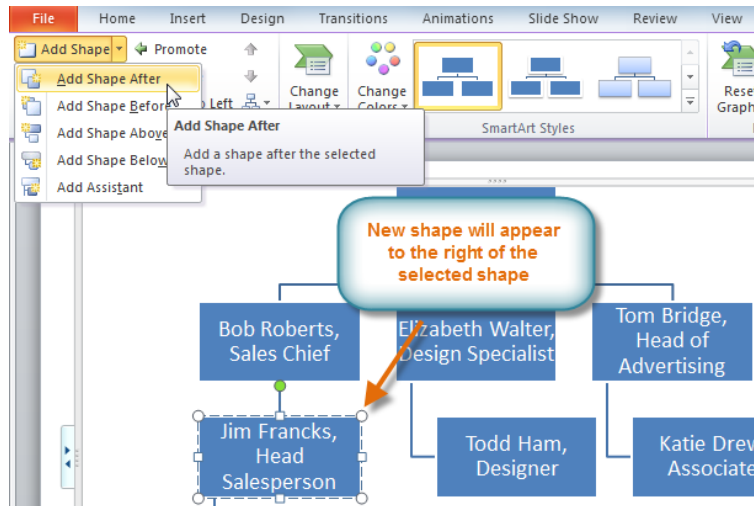 File Home Insert Design Transitions Animations Slide Show Review View
Add Shape Promote
Add Shape After
Add Shape Before
Left
Add Shape Above
Add Shape Below
Add Assistant
Add Shape After
Add a shape after the selected
shape.
Change
Layout
Change
Colors
SmartArt Styles
Reset
Graph
New shape will appear
to the right of the
selected shape
Bob Roberts,
Sales Chief
Elizabeth Walter,
Design Specialist
Tom Bridge,
Head of
Advertising
Jim Francks,
Head
Salesperson
Todd Ham,
Designer
Katie Drew
Associate